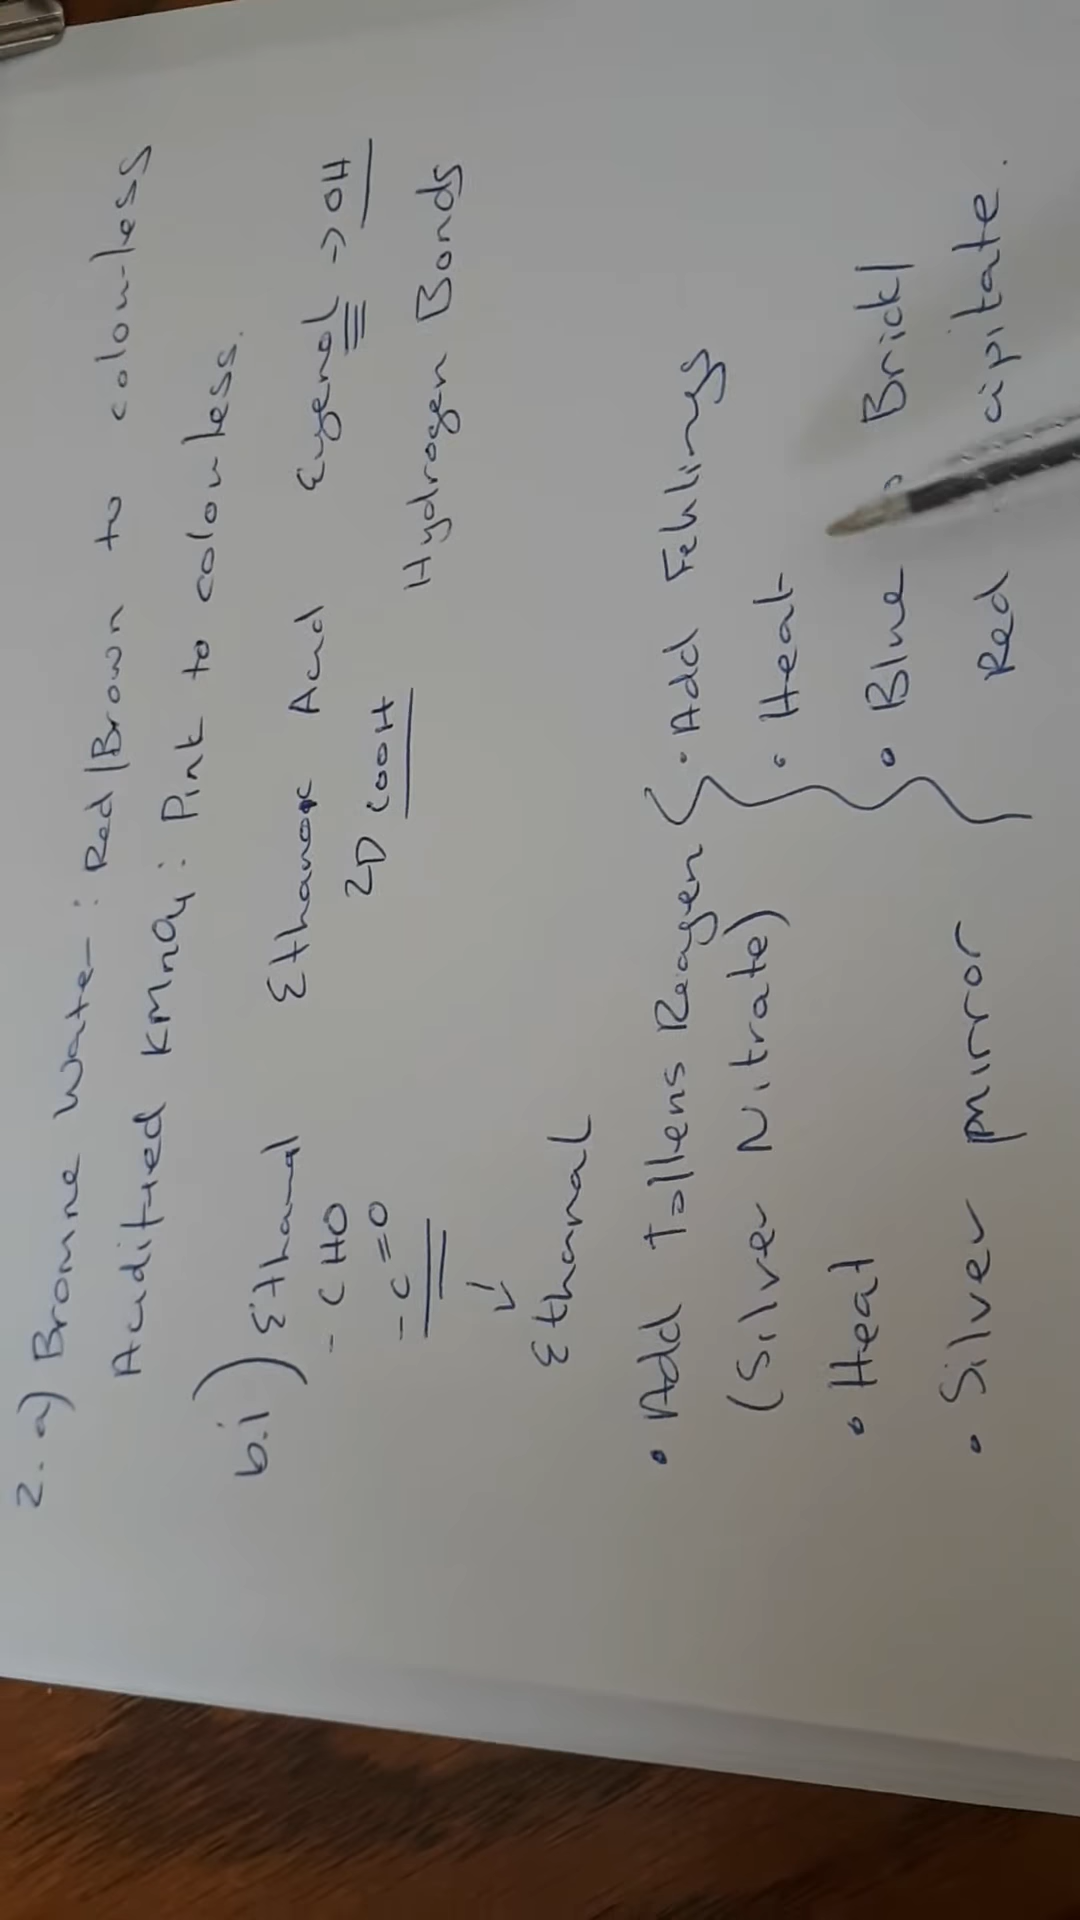 2. a) Bromine Water : Red/Brown to colourless
Acidified KMnO4 : Pink to colourless.
b.i) Ethanal Ethanoic Acid Eugenol -> OH
- CHO 2D COOH Hydrogen Bonds
- C=O
Ethanal
• Add Tollens Reagen
(Silver Nitrate)
• Heat
• Silver mirror
• Add Fehlings
• Heat
• Blue Brick/
Red cipitate.